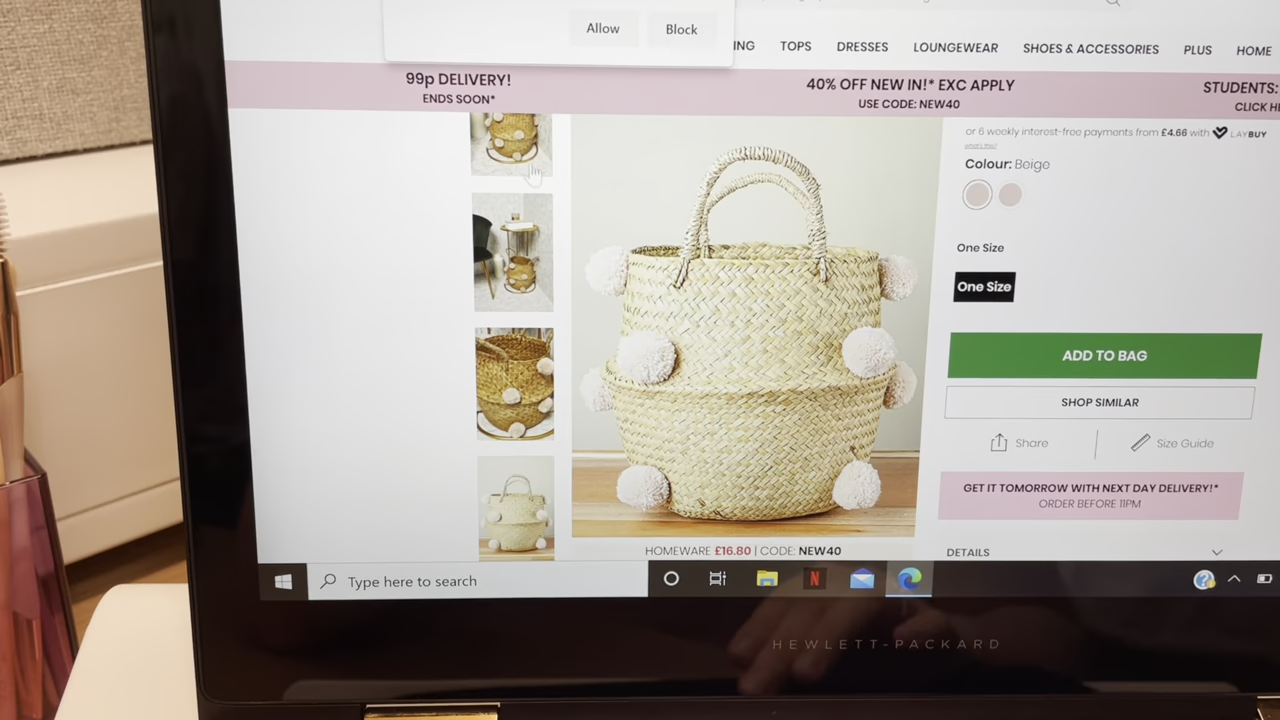 Allow
Block
TOPS
DRESSES
LOUNGEWEAR
SHOES & ACCESSORIES
PLUS
HOME
99p DELIVERY!
ENDS SOON*
40% OFF NEW IN!* EXC APPLY
USE CODE: NEW40
STUDENTS:
CLICK
or 6 weekly interest-free payments from £4.66 with LAYBUY
what's this?
Colour: Beige
One Size
One Size
ADD TO BAG
SHOP SIMILAR
Share
Size Guide
GET IT TOMORROW WITH NEXT DAY DELIVERY!*
ORDER BEFORE 11PM
HOMEWARE £16.80 | CODE: NEW40
DETAILS
Type here to search
N
HEWLETT-PACKARD